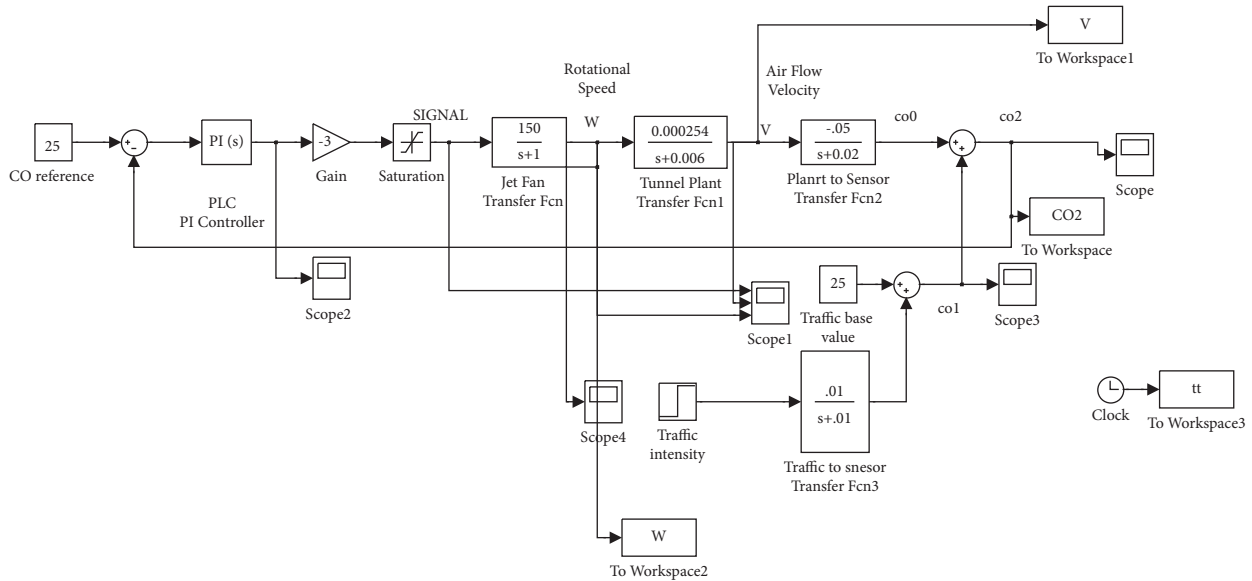 V
To Workspace1
Rotational
Speed
Air Flow
Velocity
SIGNAL
W
V
co0
co2
25
CO reference
+
−
PI (s)
PLC
PI Controller
-3
Gain
Saturation
150
s+1
Jet Fan
Transfer Fcn
0.000254
s+0.006
Tunnel Plant
Transfer Fcn1
-.05
s+0.02
Planrt to Sensor
Transfer Fcn2
+
+
Scope
CO2
To Workspace
Scope2
Scope1
25
Traffic base
value
+
+
co1
Scope3
Scope4
Traffic
intensity
.01
s+.01
Traffic to snesor
Transfer Fcn3
Clock
tt
To Workspace3
W
To Workspace2